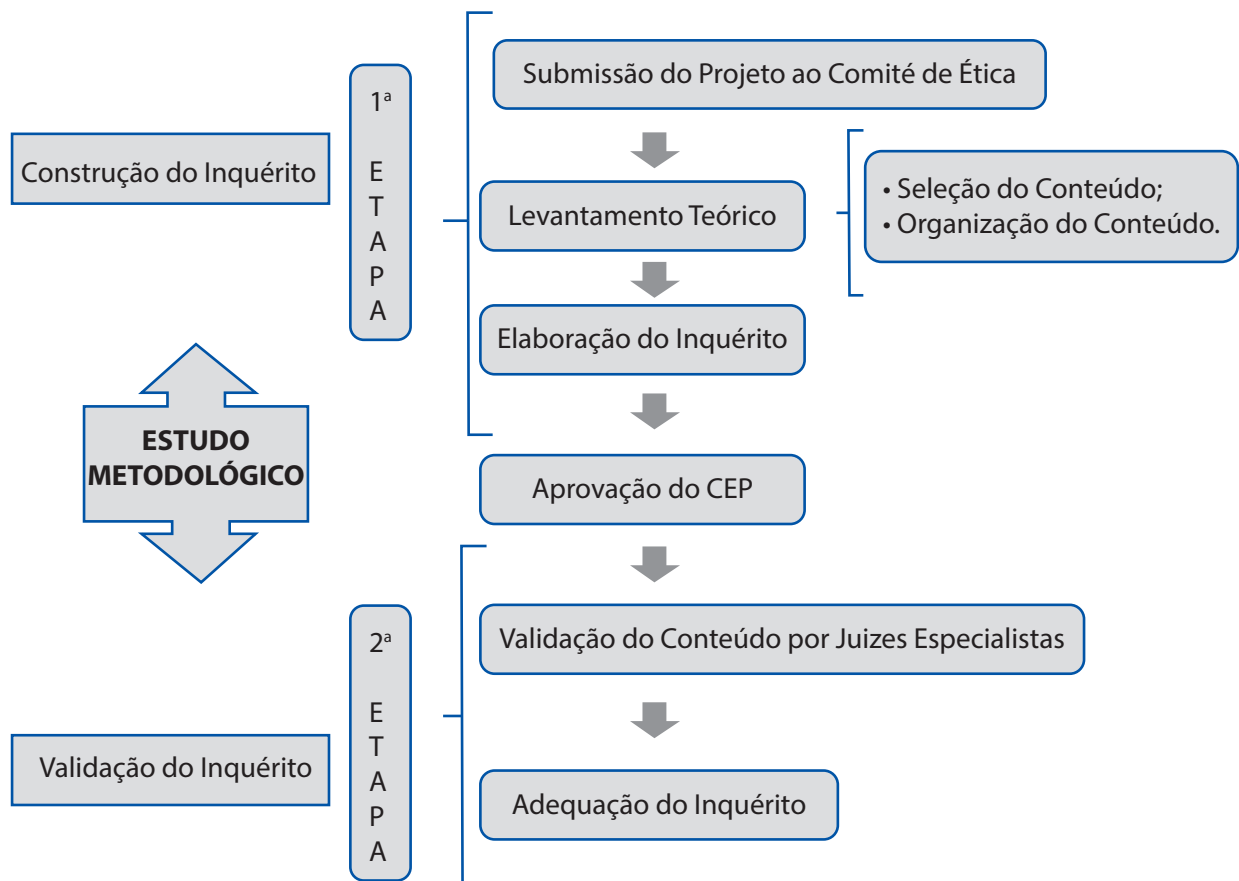 Construção do Inquérito
1ª
E
T
A
P
A
Submissão do Projeto ao Comité de Ética
Levantamento Teórico
• Seleção do Conteúdo;
• Organização do Conteúdo.
Elaboração do Inquérito
ESTUDO
METODOLÓGICO
Aprovação do CEP
Validação do Inquérito
2ª
E
T
A
P
A
Validação do Conteúdo por Juizes Especialistas
Adequação do Inquérito